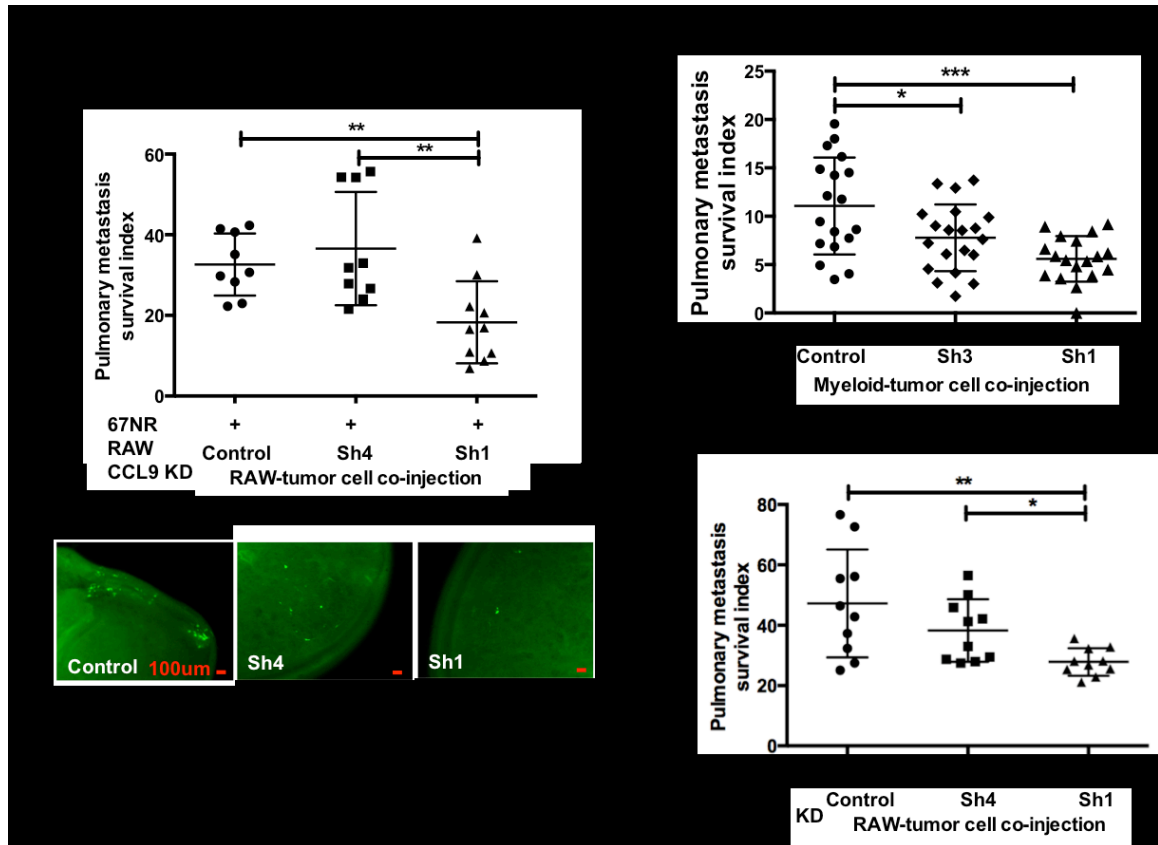 **
**
60
40
20
0
Pulmonary metastasis
survival index
67NR + + +
RAW
Control Sh4 Sh1
CCL9 KD
RAW-tumor cell co-injection
Control 100um
Sh4
Sh1
***
*
25
20
15
10
5
0
Pulmonary metastasis
survival index
Control Sh3 Sh1
Myeloid-tumor cell co-injection
**
*
80
60
40
20
0
Pulmonary metastasis
survival index
Control Sh4 Sh1
KD
RAW-tumor cell co-injection